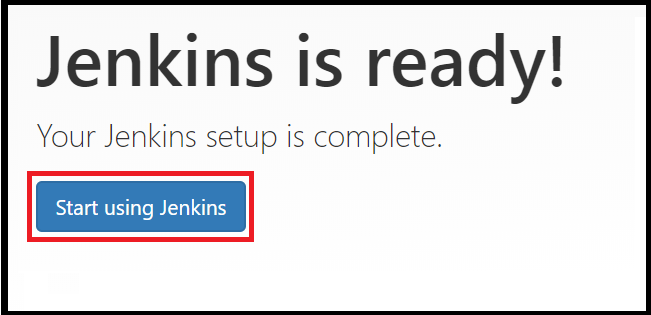 Jenkins is ready!
Your Jenkins setup is complete.
Start using Jenkins